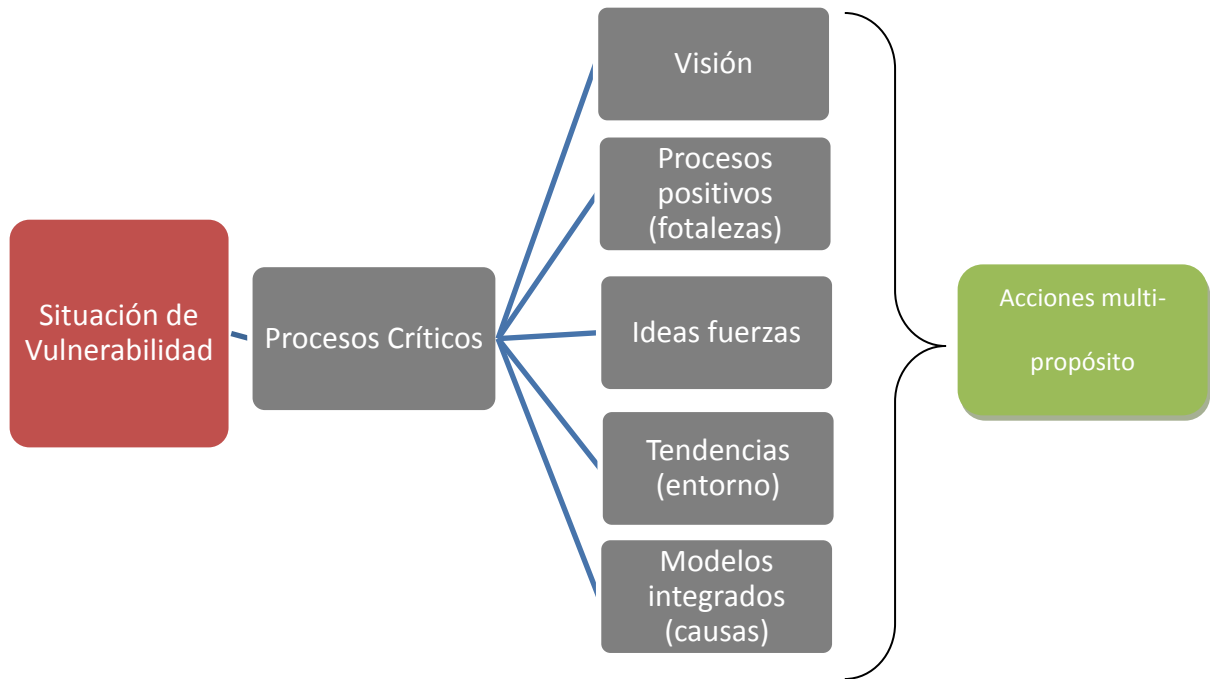 Situación de
Vulnerabilidad
Procesos Críticos
Visión
Procesos
positivos
(fotalezas)
Ideas fuerzas
Tendencias
(entorno)
Modelos
integrados
(causas)
Acciones multi-
propósito